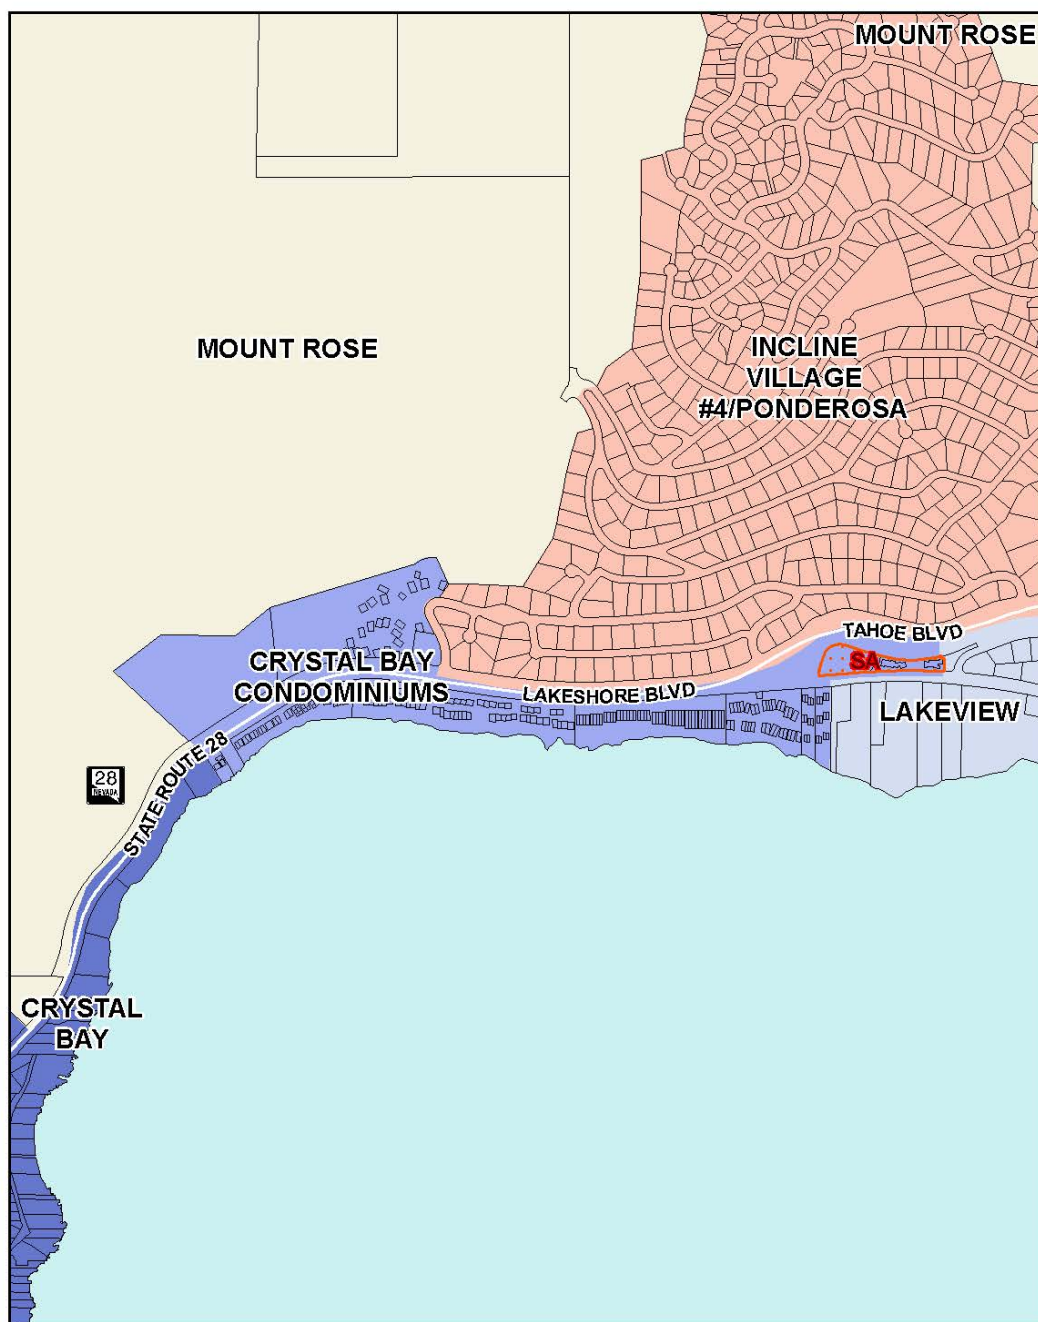 MOUNT ROSE
MOUNT ROSE
INCLINE
VILLAGE
#4/PONDEROSA
TAHOE BLVD
SA
CRYSTAL BAY
CONDOMINIUMS
LAKESHORE BLVD
LAKEVIEW
STATE ROUTE 28
28
NEVADA
CRYSTAL
BAY